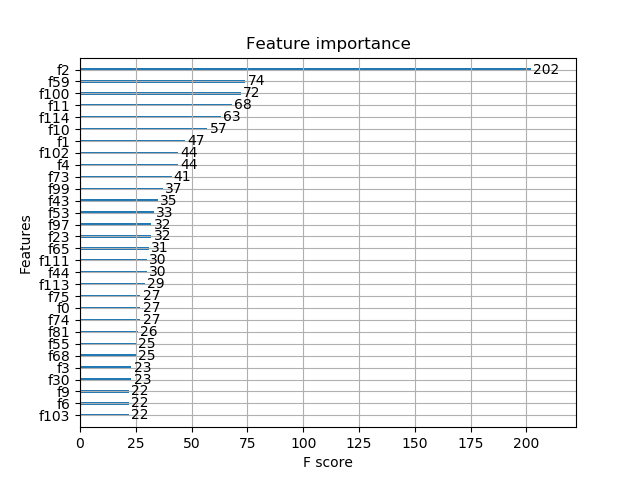 Feature importance
f2 202
f59 74
f100 72
f11 68
f114 63
f10 57
f1 47
f102 44
f4 44
f73 41
f99 37
f43 35
f53 33
f97 32
f23 32
f65 31
f111 30
f44 30
f113 29
f75 27
f0 27
f74 27
f81 26
f55 25
f68 25
f3 23
f30 23
f9 22
f6 22
f103 22
Features
0 25 50 75 100 125 150 175 200
F score